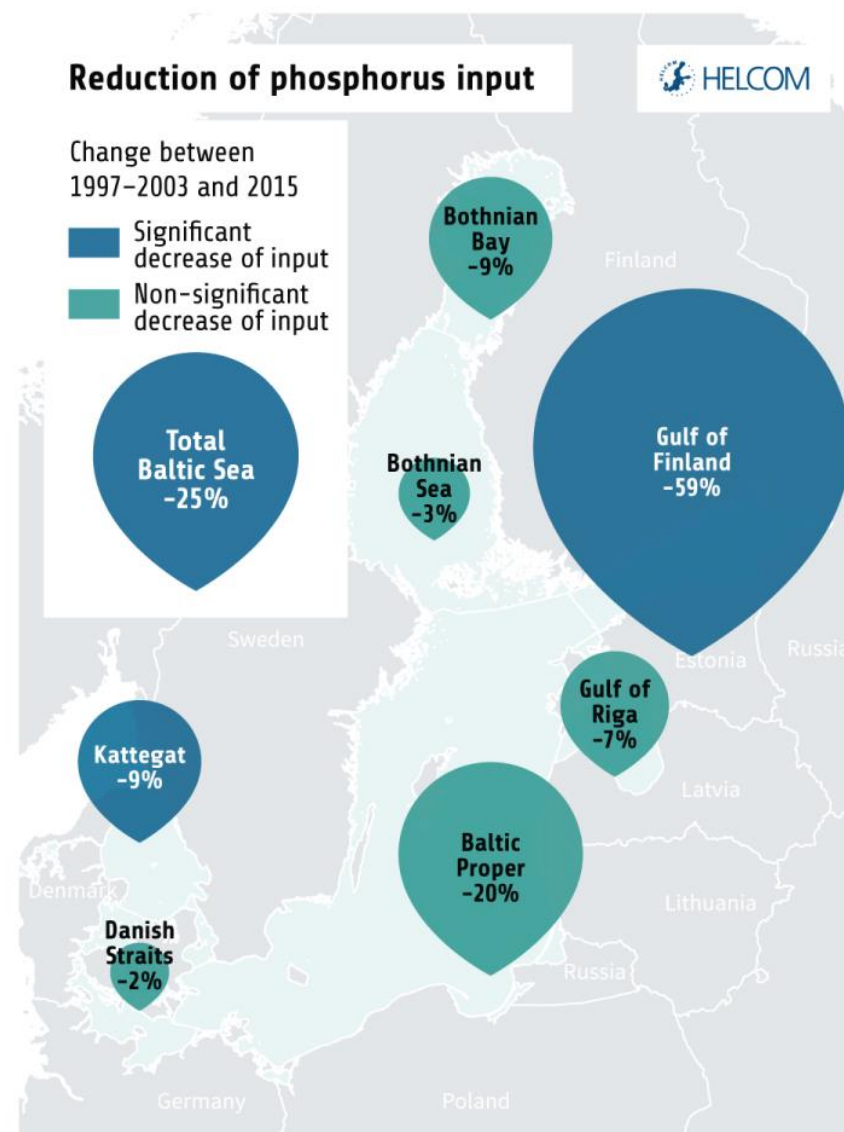 Reduction of phosphorus input
HELCOM
HELCOM
Change between
1997–2003 and 2015
Significant
decrease of input
Non-significant
decrease of input
Total
Baltic Sea
-25%
Bothnian
Bay
-9%
Finland
Gulf of
Finland
-59%
Bothnian
Sea
-3%
Sweden
Estonia
Russia
Gulf of
Riga
-7%
Kattegat
-9%
Latvia
Baltic
Proper
-20%
Denmark
Lithuania
Danish
Straits
-2%
Russia
Germany
Poland